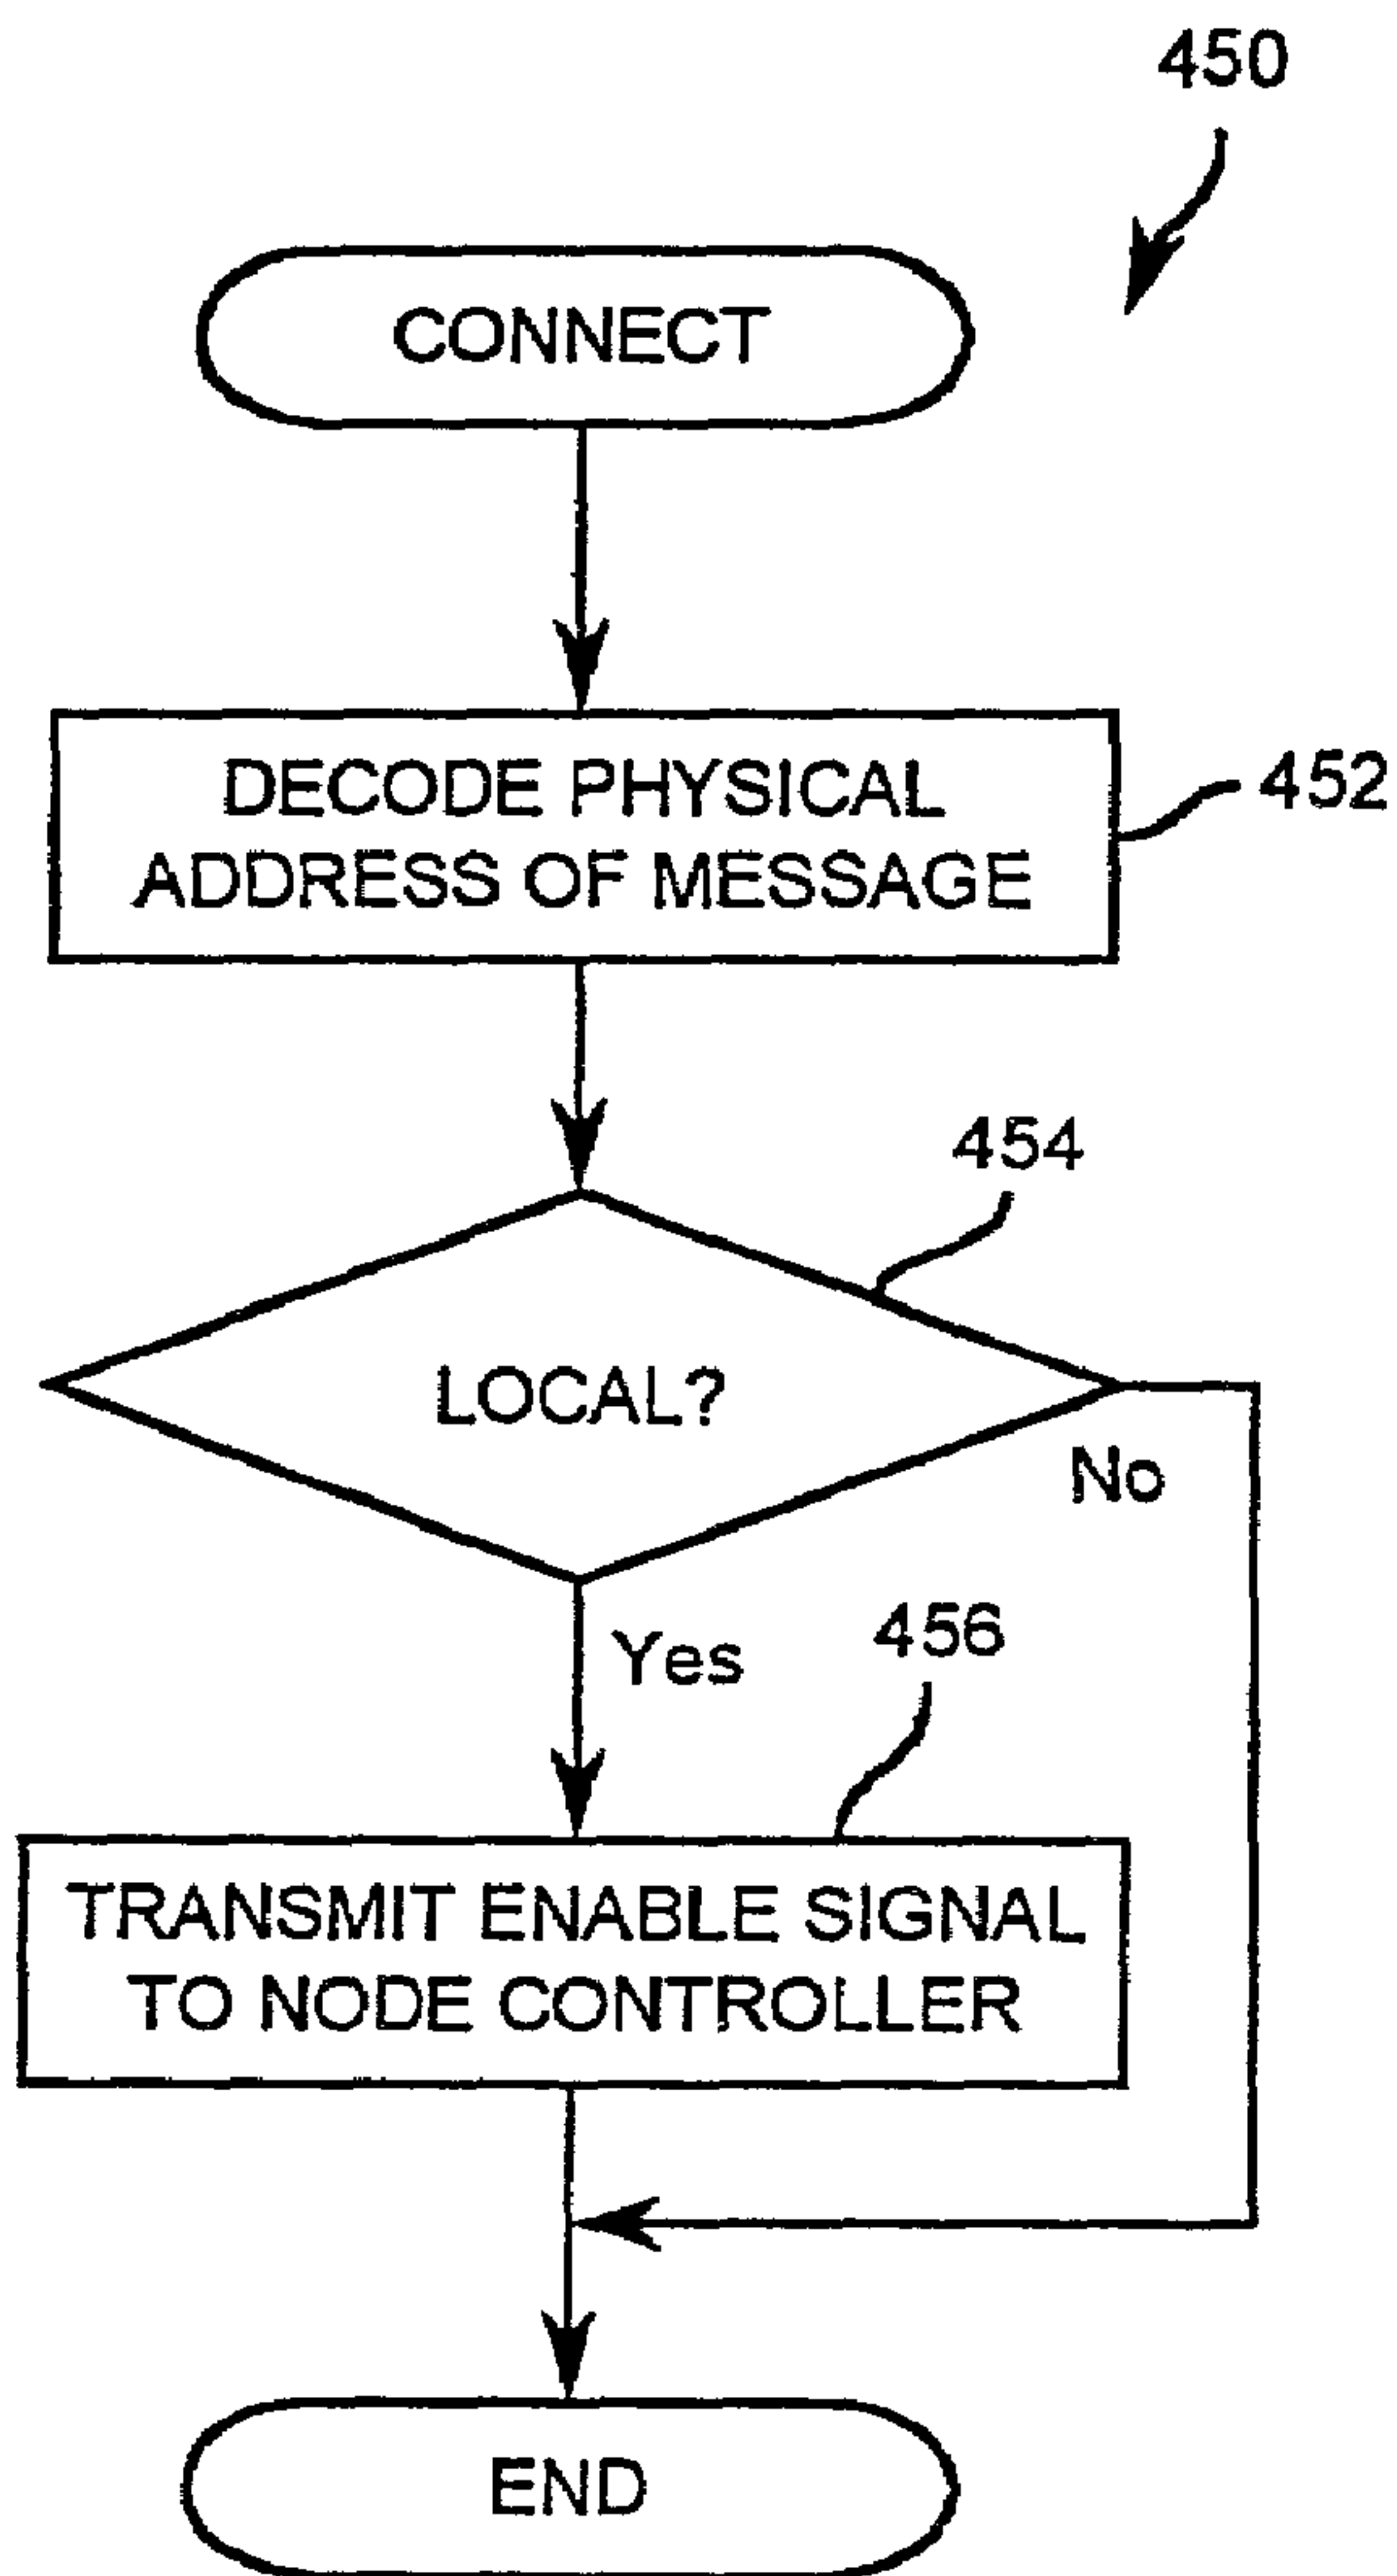 450
CONNECT
DECODE PHYSICAL
ADDRESS OF MESSAGE
452
454
LOCAL?
No
Yes
456
TRANSMIT ENABLE SIGNAL
TO NODE CONTROLLER
END